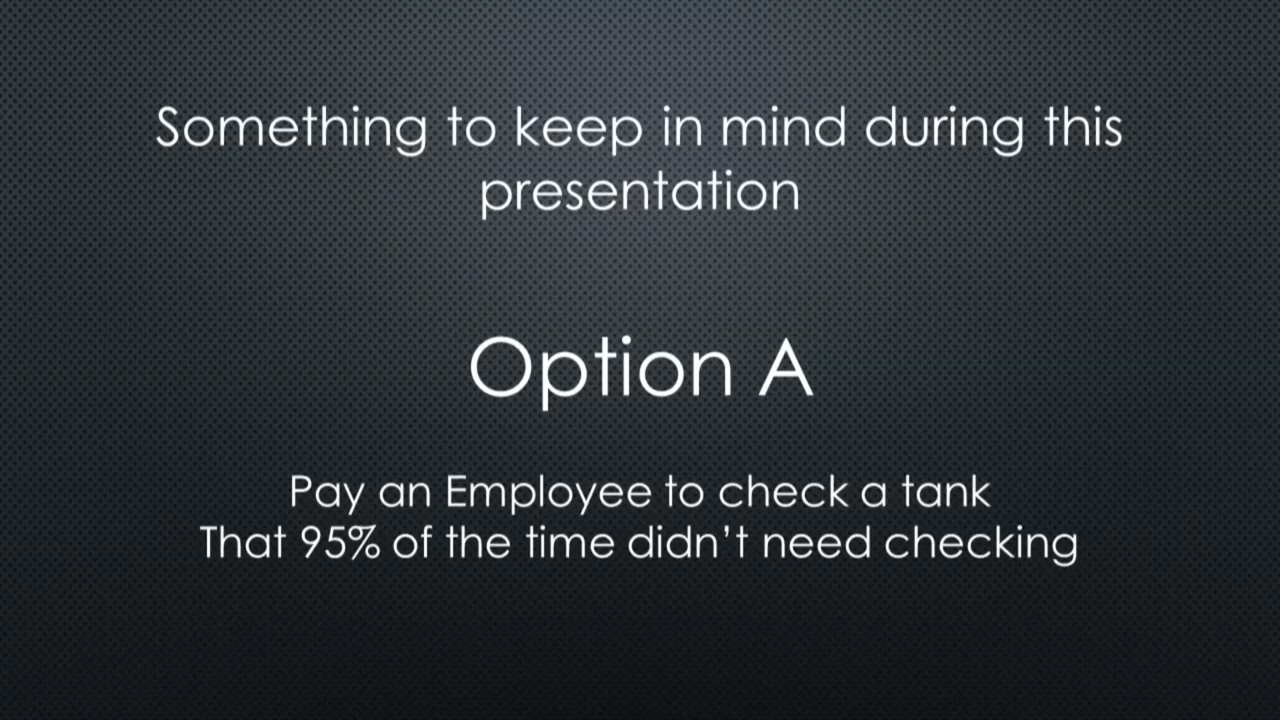 Something to keep in mind during this
presentation
Option A
Pay an Employee to check a tank
That 95% of the time didn’t need checking